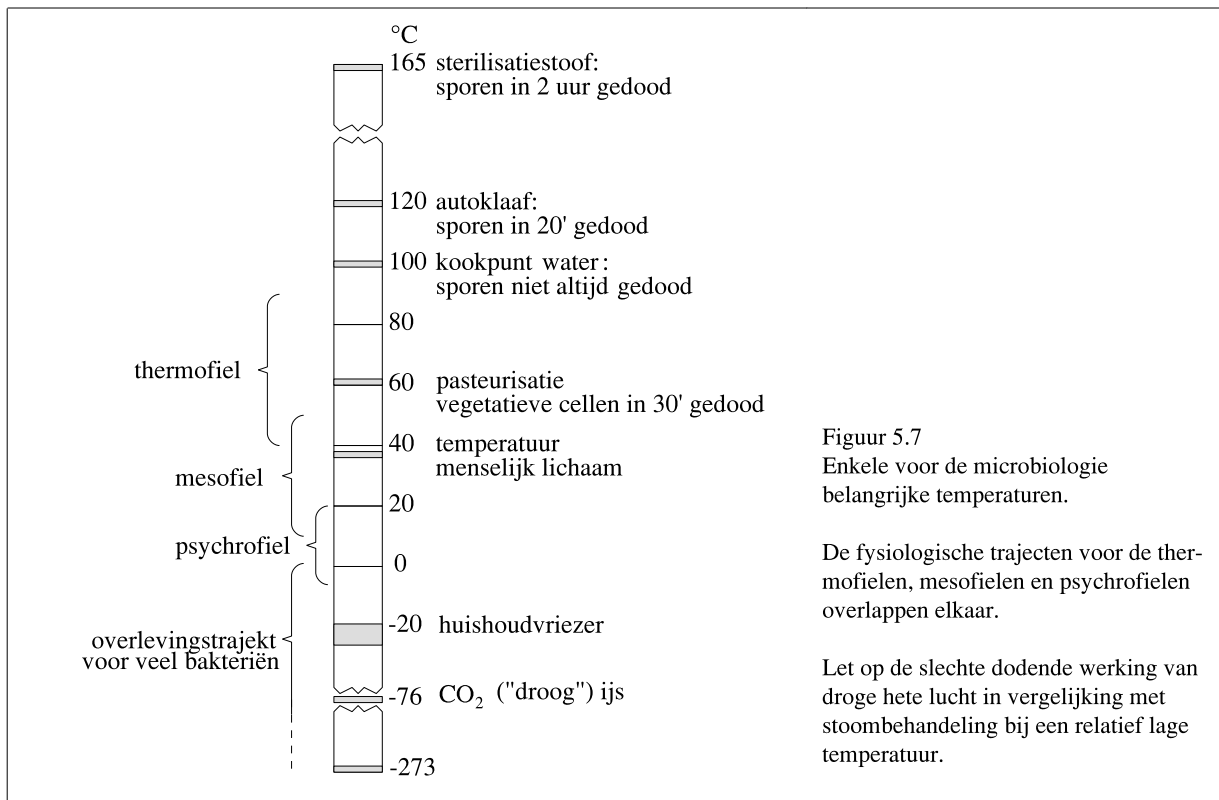 °C
165 sterilisatiestoof:
sporen in 2 uur gedood
120 autoklaaf:
sporen in 20' gedood
100 kookpunt water:
sporen niet altijd gedood
80
thermofiel
60 pasteurisatie
vegetatieve cellen in 30' gedood
40 temperatuur
menselijk lichaam
mesofiel
20
psychrofiel
0
-20 huishoudvriezer
overlevingstrajekt
voor veel bakteriën
-76 CO₂ ("droog") ijs
-273
Figuur 5.7
Enkele voor de microbiologie
belangrijke temperaturen.
De fysiologische trajecten voor de ther-
mofielen, mesofielen en psychrofielen
overlappen elkaar.
Let op de slechte dodende werking van
droge hete lucht in vergelijking met
stoombehandeling bij een relatief lage
temperatuur.